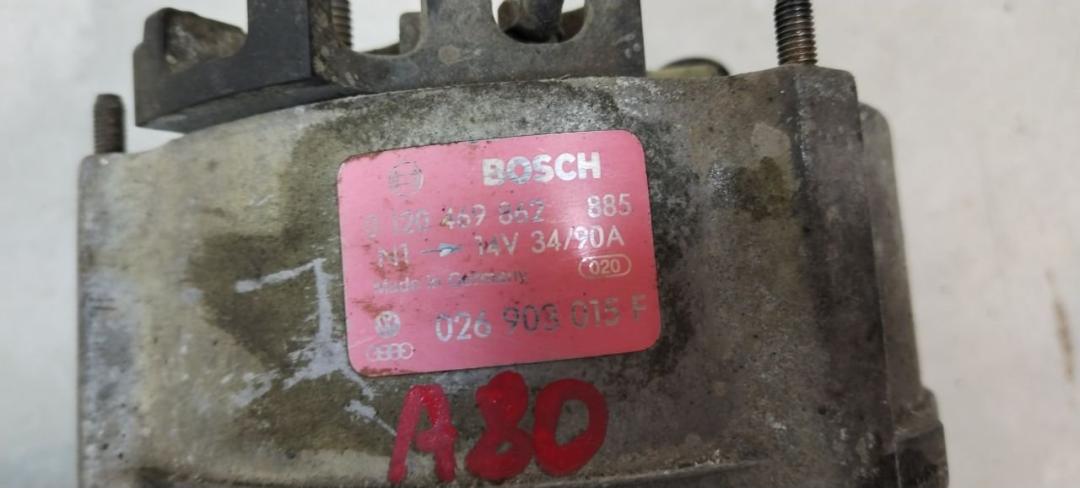 BOSCH
0 120 469 862 885
N1 → 14V 34/90A
Made in Germany 020
026 903 015 F
A80